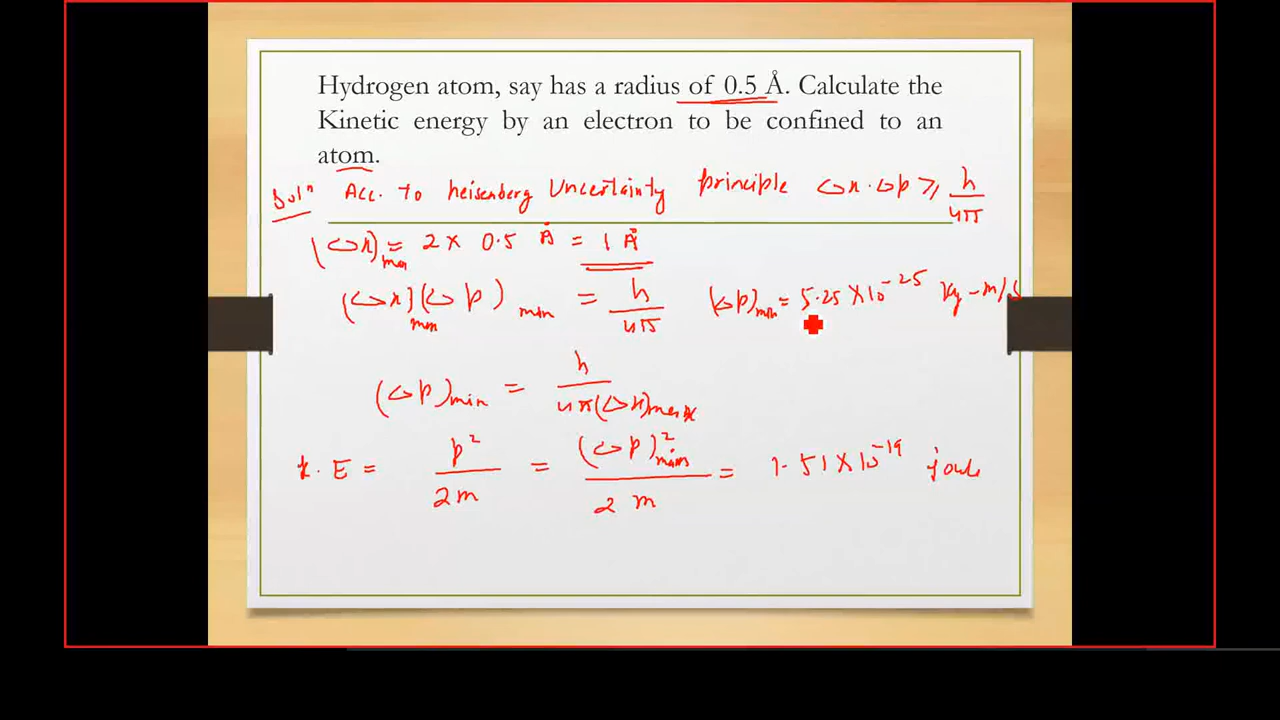 Hydrogen atom, say has a radius of 0.5 Å. Calculate the
Kinetic energy by an electron to be confined to an
atom.
Solⁿ Acc. To heisenberg Uncertainty principle Δx.Δp ≥ h/4π
(Δx)max = 2 x 0.5 Å = 1 Å
(Δx)max (Δp)min = h/4π (Δp)min = 5.25 x 10⁻²⁵ kg-m/s
(Δp)min = h/4π(Δx)max
K.E = p²/2m = (Δp)²min/2m = 1.51 x 10⁻¹⁹ joule